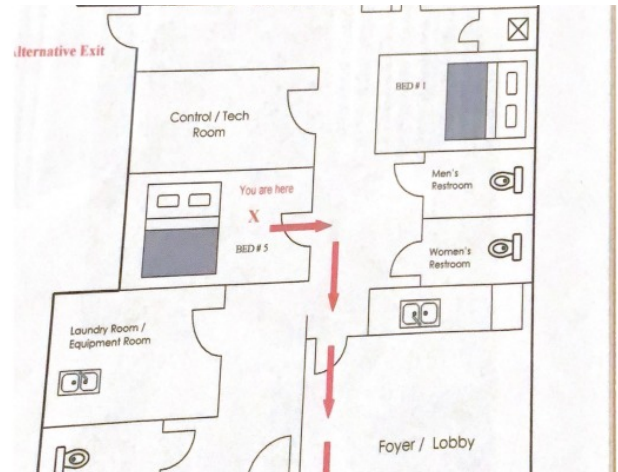 Alternative Exit
BED # 1
Control / Tech
Room
Men's
Restroom
You are here
X
BED # 5
Women's
Restroom
Laundry Room /
Equipment Room
Foyer / Lobby